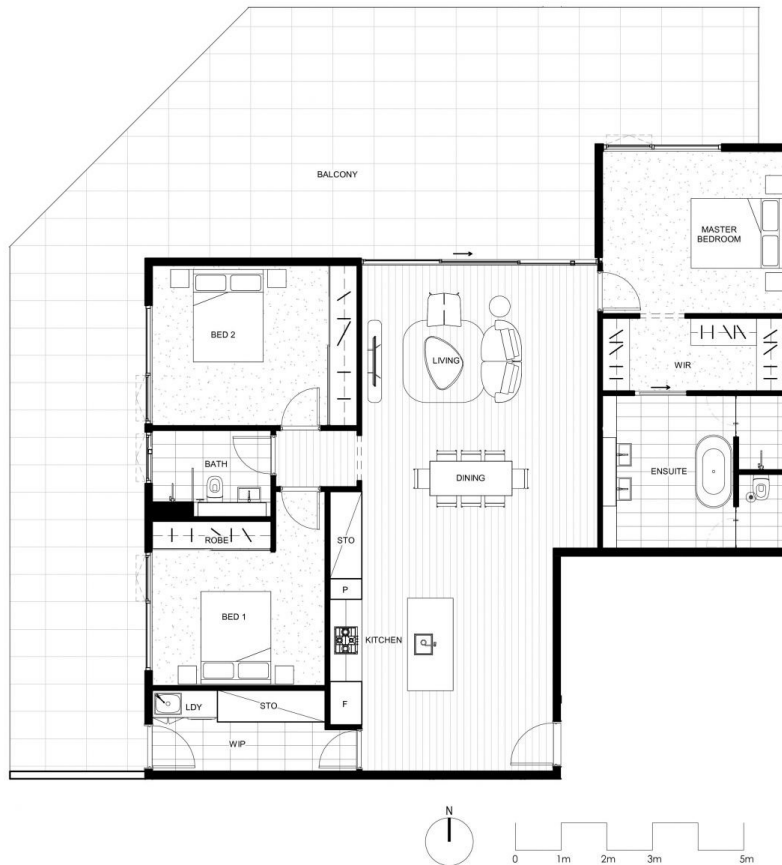 BALCONY
MASTER
BEDROOM
BED 2
LIVING
WIR
BATH
ENSUITE
DINING
ROBE
STO
P
BED 1
KITCHEN
F
LDY
STO
WIP
N
0 1m 2m 3m 5m